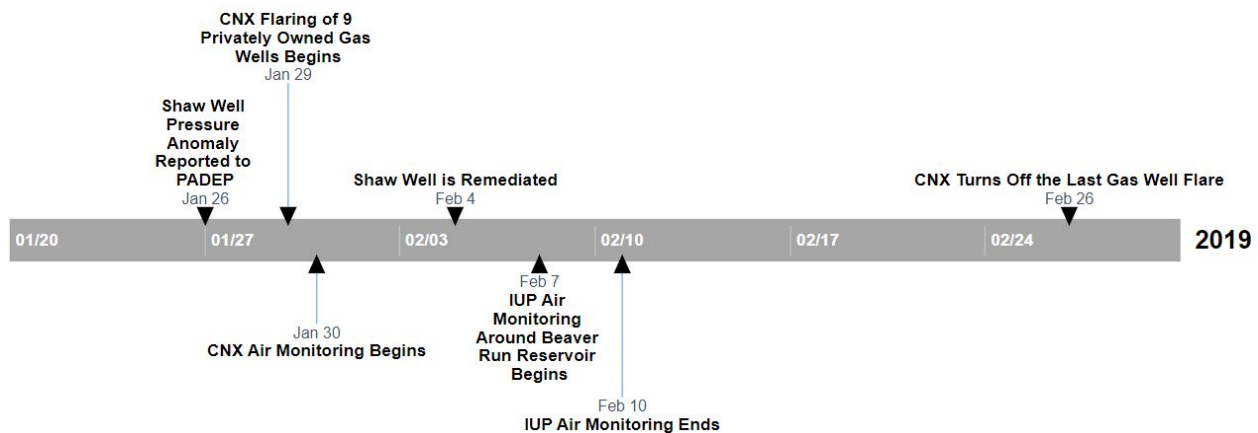 CNX Flaring of 9
Privately Owned Gas
Wells Begins
Jan 29
Shaw Well
Pressure
Anomaly
Reported to
PADEP
Jan 26
Shaw Well is Remediated
Feb 4
CNX Turns Off the Last Gas Well Flare
Feb 26
01/20
01/27
02/03
02/10
02/17
02/24
2019
Jan 30
CNX Air Monitoring Begins
Feb 7
IUP Air
Monitoring
Around Beaver
Run Reservoir
Begins
Feb 10
IUP Air Monitoring Ends